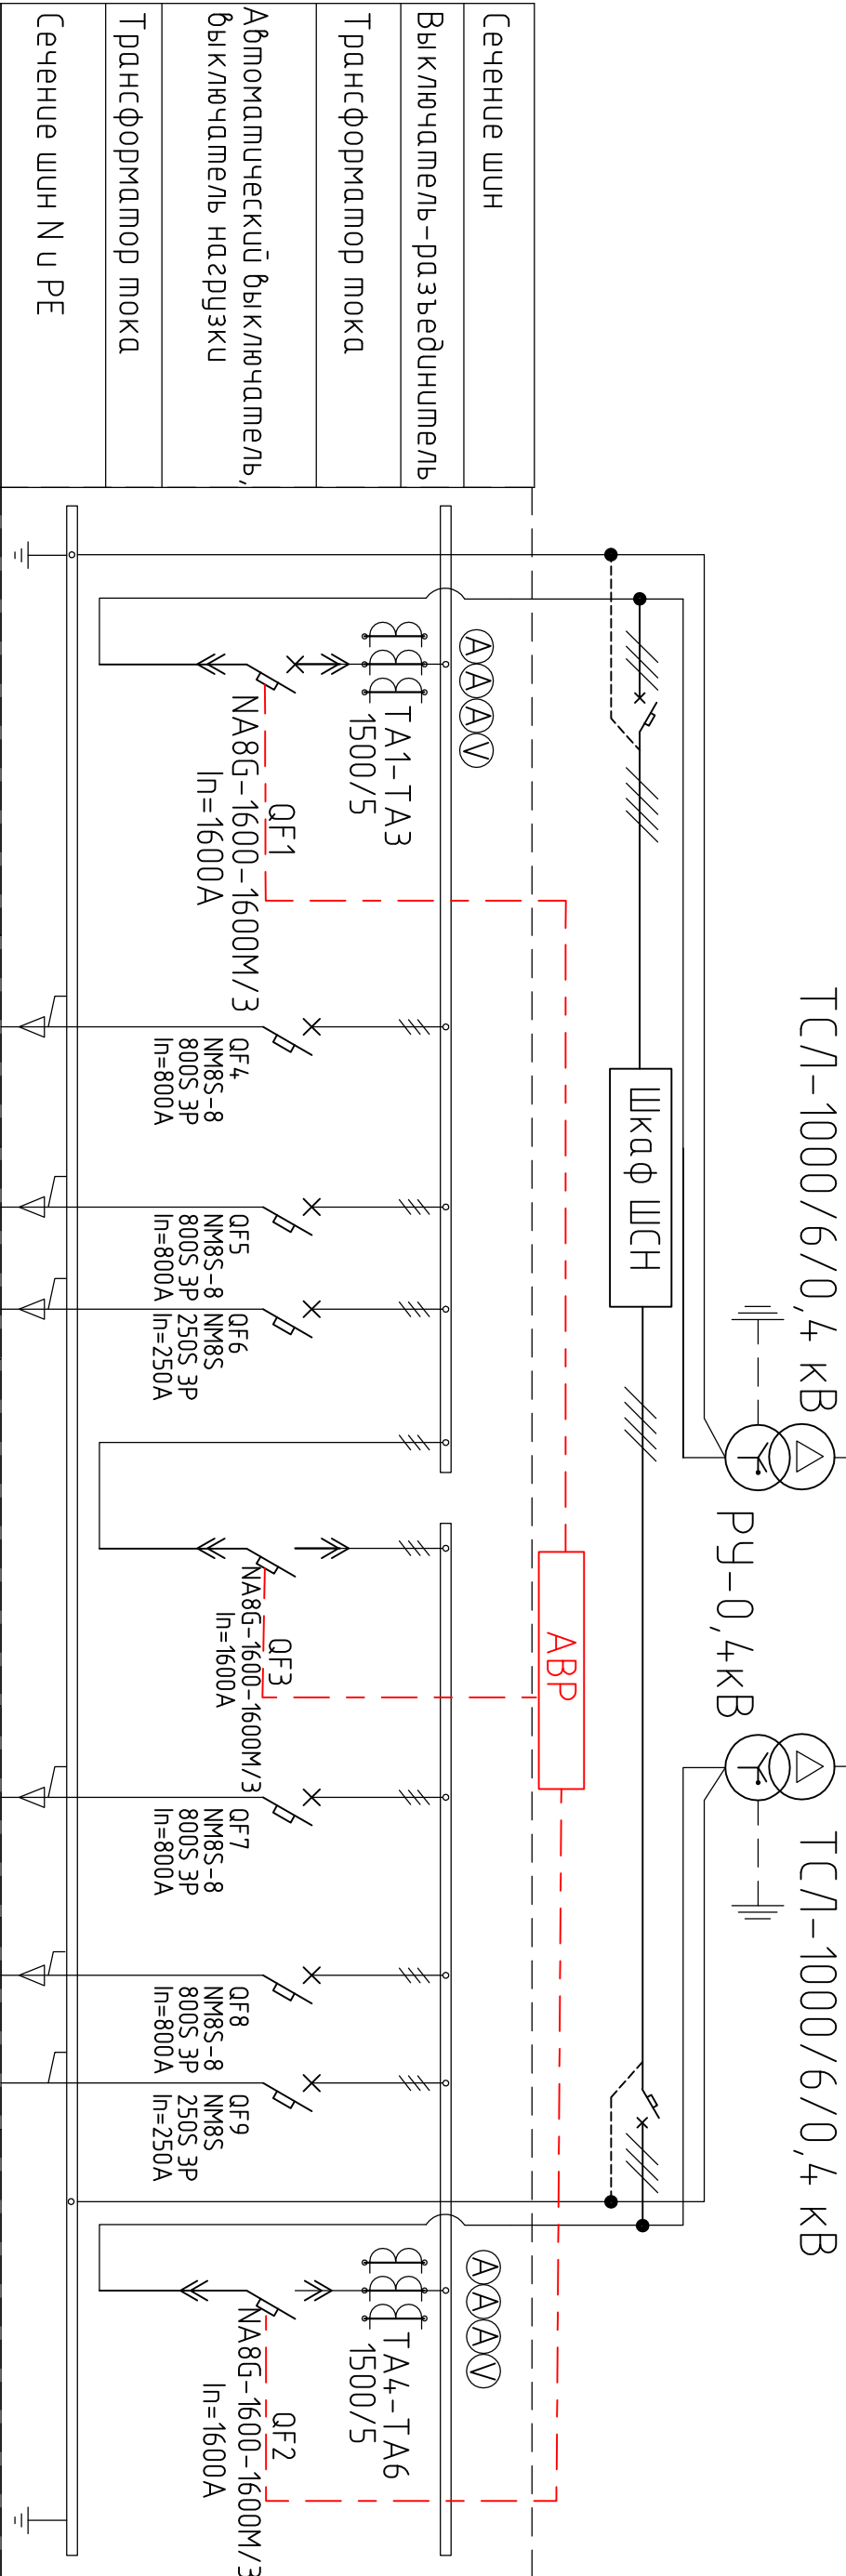 ТСЛ-1000/6/0,4 кВ
ТСЛ-1000/6/0,4 кВ
РУ-0,4кВ
Шкаф ШСН
АВР
Сечение шин
Выключатель-разъединитель
Трансформатор тока
Автоматический выключатель,
выключатель нагрузки
Трансформатор тока
Сечение шин N и PE
A A A V
ТА1-ТА3
1500/5
QF1
NA8G-1600-1600M/3
In=1600A
QF4
NM8S-8
800S 3P
In=800A
QF5
NM8S-8
800S 3P
In=800A
QF6
NM8S
250S 3P
In=250A
QF3
NA8G-1600-1600M/3
In=1600A
QF7
NM8S-8
800S 3P
In=800A
QF8
NM8S-8
800S 3P
In=800A
QF9
NM8S
250S 3P
In=250A
A A A V
ТА4-ТА6
1500/5
QF2
NA8G-1600-1600M/3
In=1600A